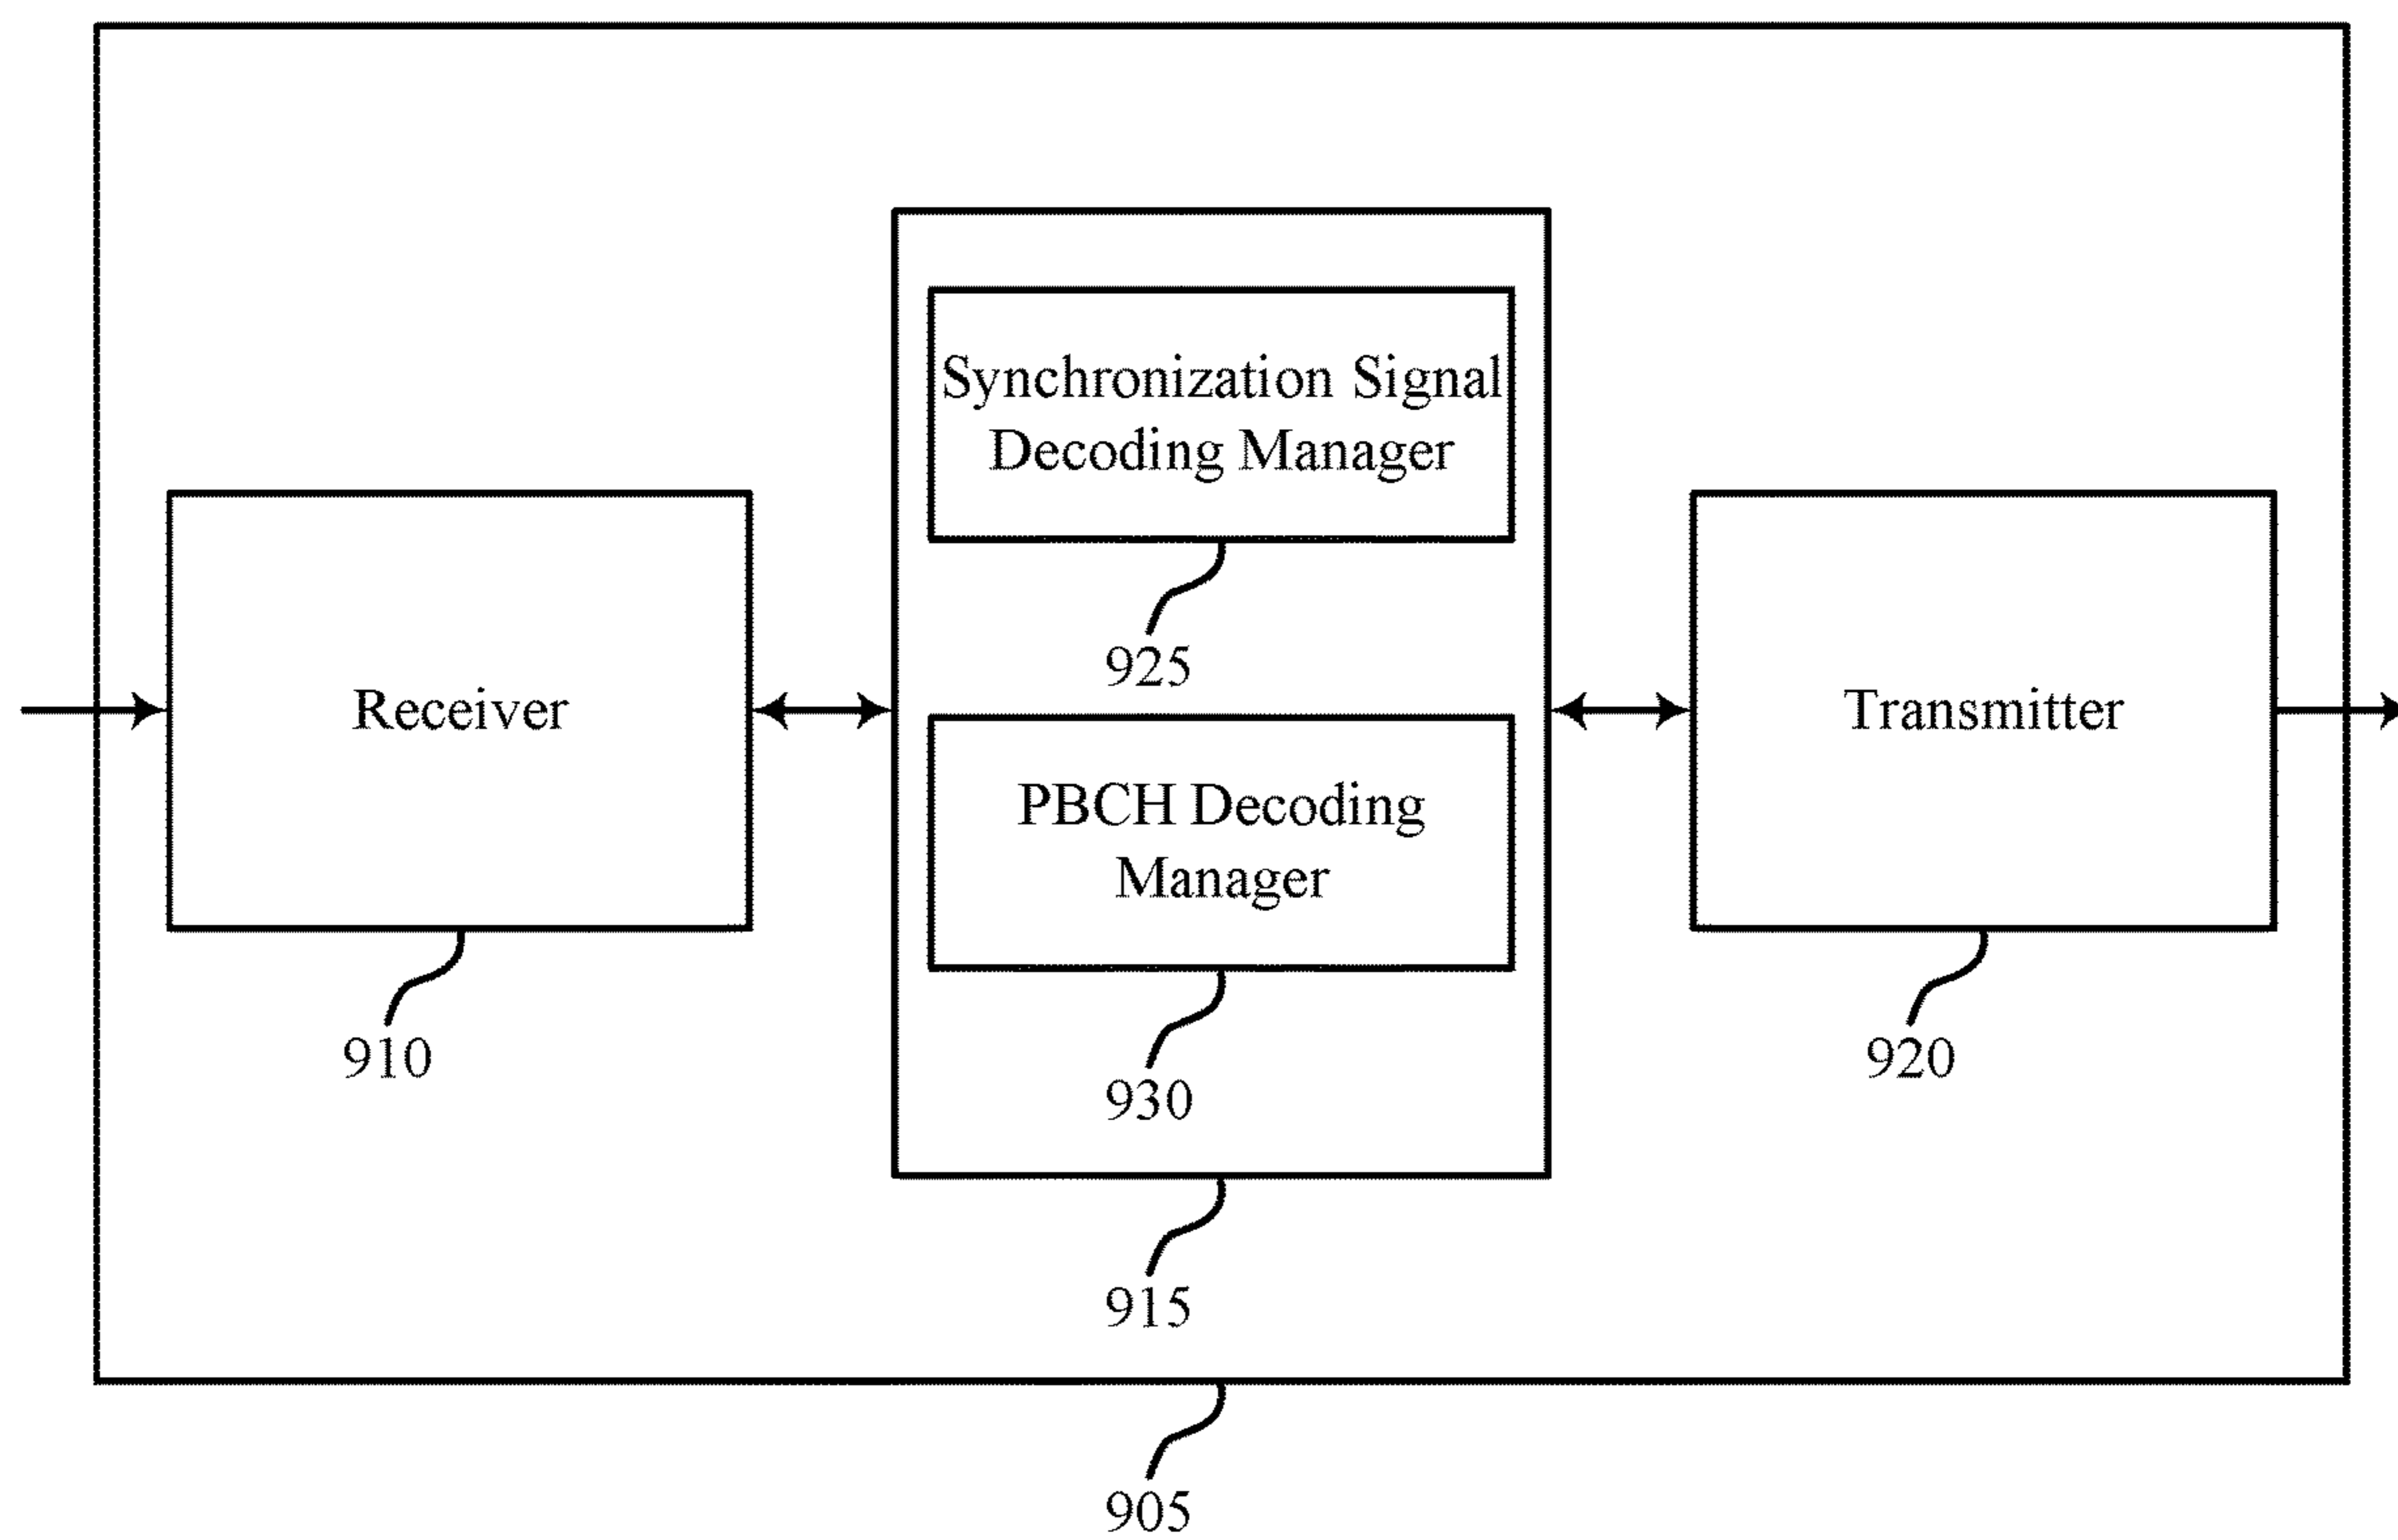 Synchronization Signal
Decoding Manager
925
Receiver
910
PBCH Decoding
Manager
930
Transmitter
920
915
905